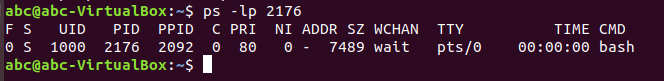 abc@abc-VirtualBox:~$ ps -lp 2176
F S   UID   PID  PPID  C PRI  NI ADDR SZ WCHAN  TTY          TIME CMD
0 S  1000  2176  2092  0  80   0 -  7489 wait   pts/0    00:00:00 bash
abc@abc-VirtualBox:~$